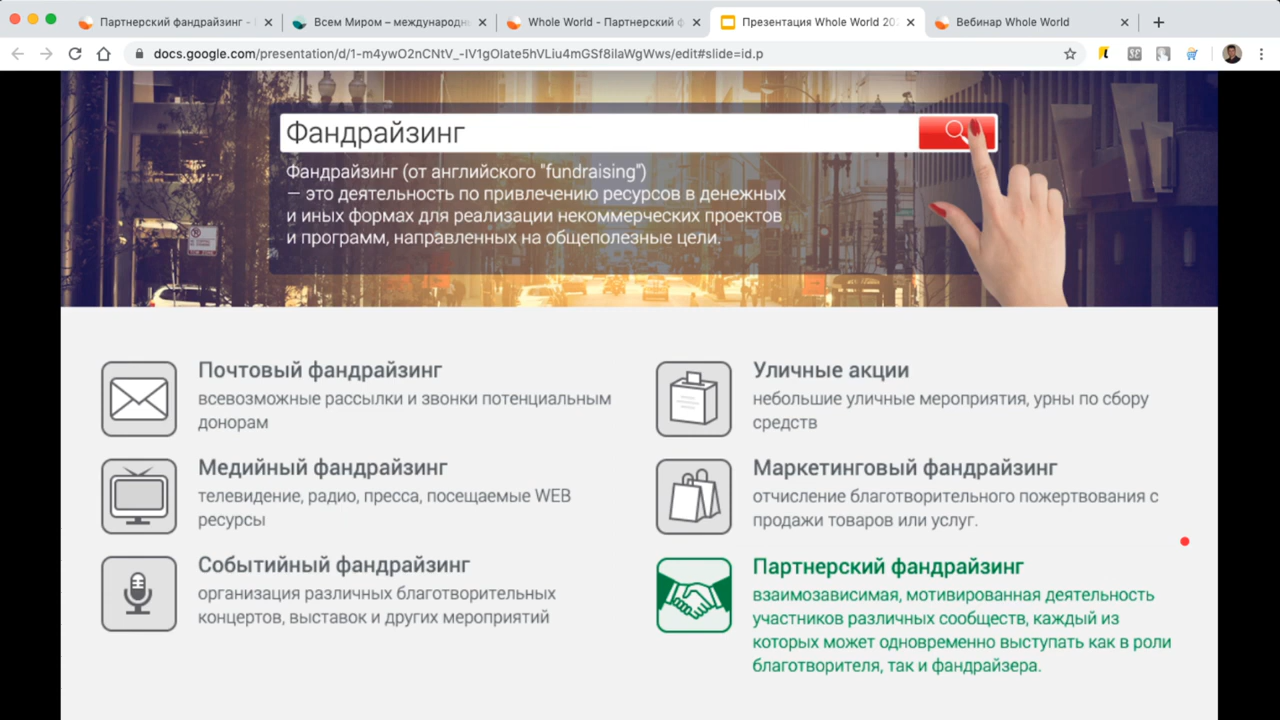 Партнерский фандрайзинг -
Всем Миром – международн
Whole World - Партнерский ф
Презентация Whole World 20
Вебинар Whole World
docs.google.com/presentation/d/1-m4ywO2nCNtV_-IV1gOIate5hVLiu4mGSf8ilaWgWws/edit#slide=id.p
Фандрайзинг
Фандрайзинг (от английского "fundraising")
— это деятельность по привлечению ресурсов в денежных
и иных формах для реализации некоммерческих проектов
и программ, направленных на общеполезные цели.
Почтовый фандрайзинг
всевозможные рассылки и звонки потенциальным
донорам
Медийный фандрайзинг
телевидение, радио, пресса, посещаемые WEB
ресурсы
Событийный фандрайзинг
организация различных благотворительных
концертов, выставок и других мероприятий
Уличные акции
небольшие уличные мероприятия, урны по сбору
средств
Маркетинговый фандрайзинг
отчисление благотворительного пожертвования с
продажи товаров или услуг.
Партнерский фандрайзинг
взаимозависимая, мотивированная деятельность
участников различных сообществ, каждый из
которых может одновременно выступать как в роли
благотворителя, так и фандрайзера.